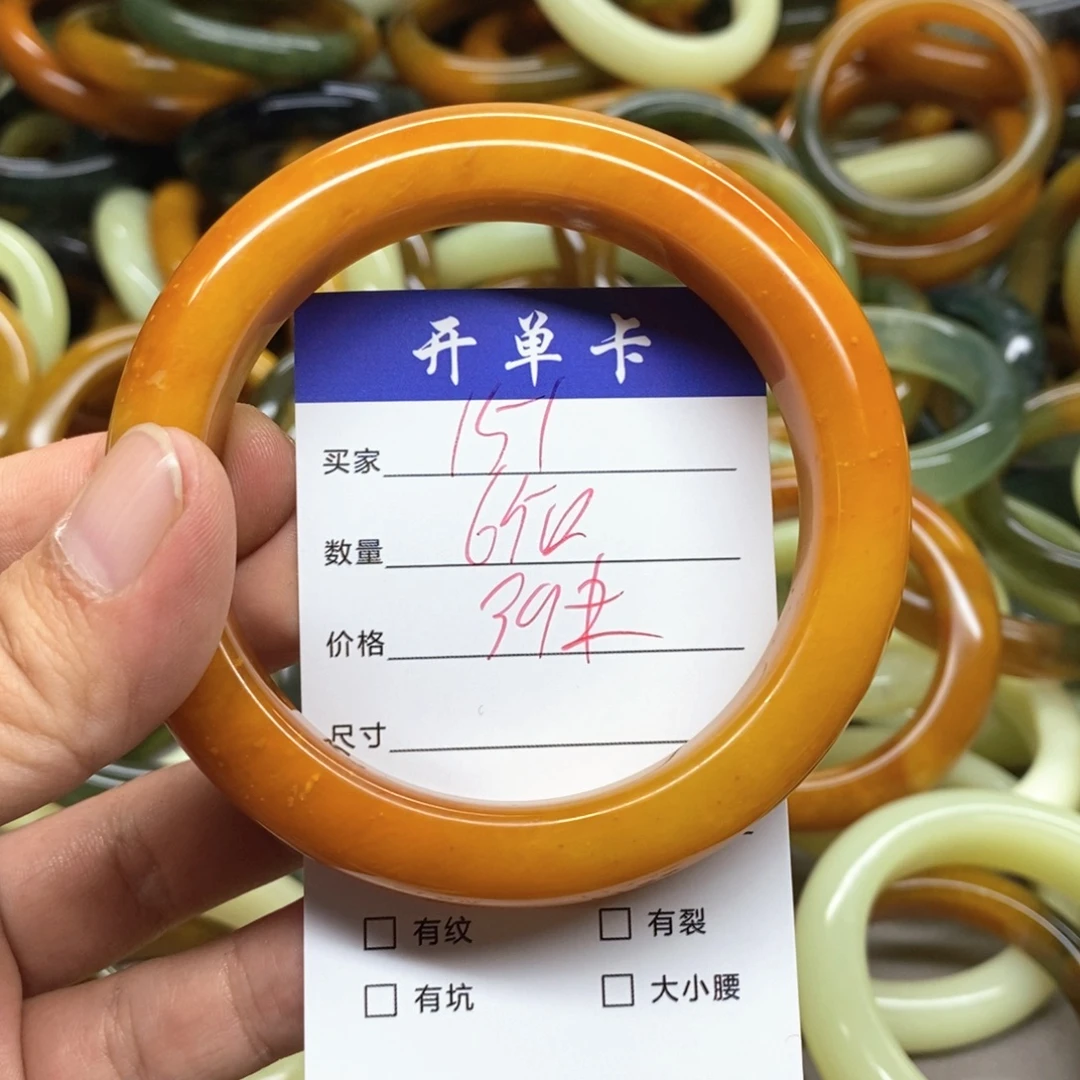 开单卡
买家 151
数量
价格 39
尺寸
有纹 有裂
有坑 大小腰